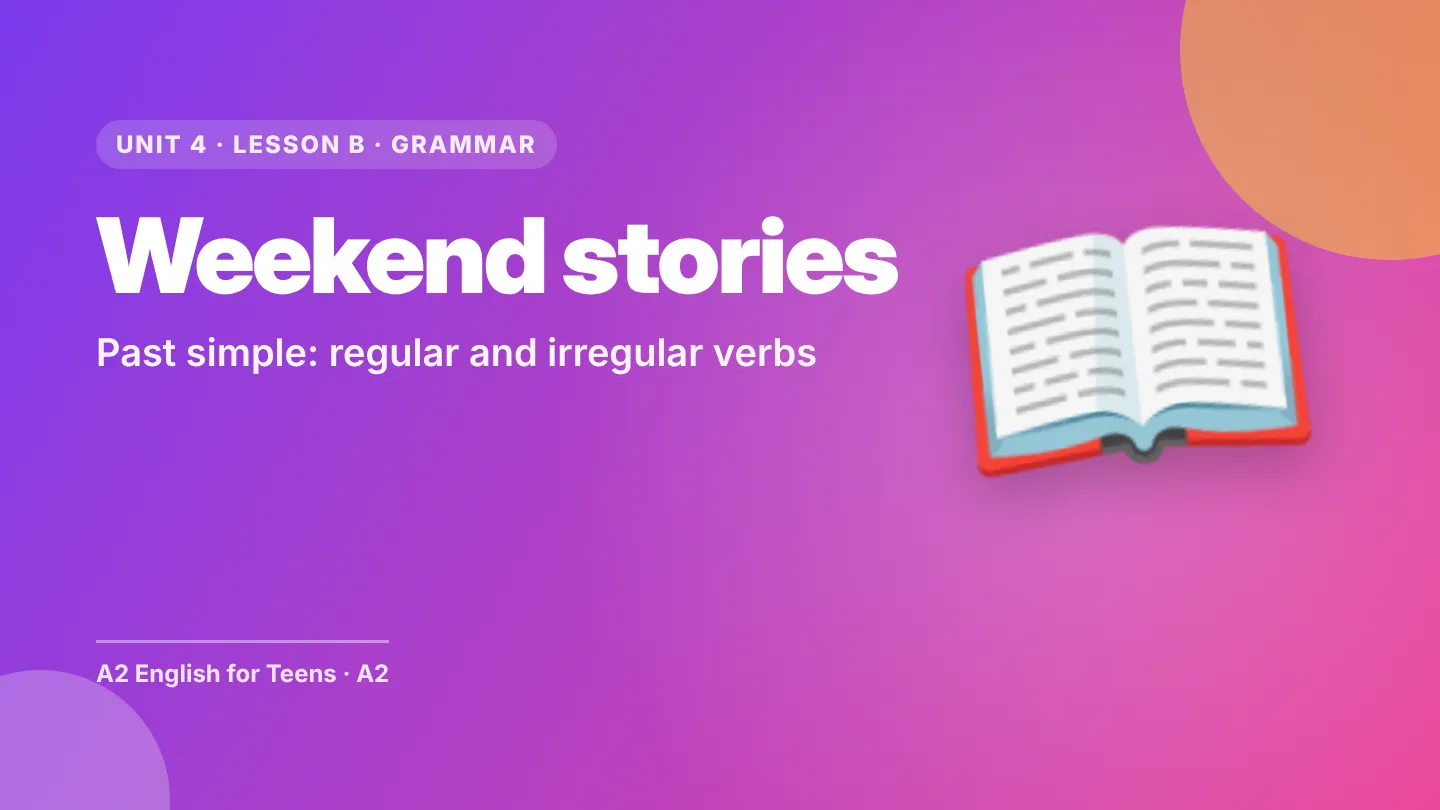 UNIT 4 · LESSON B · GRAMMAR
Weekend stories
Past simple: regular and irregular verbs
A2 English for Teens · A2